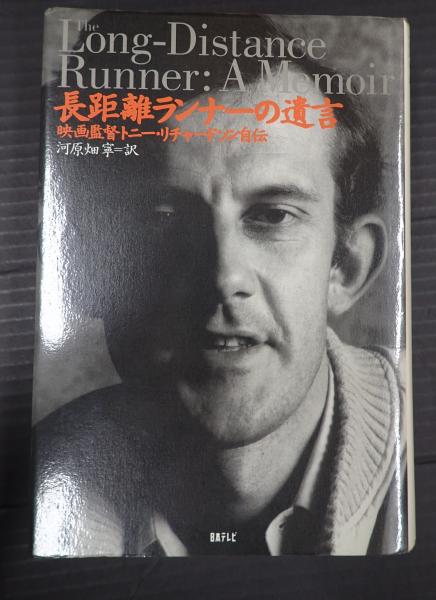 The
Long-Distance
Runner: A Memoir
長距離ランナーの遺言
映画監督トニー・リチャードソン自伝
河原畑 寧=訳
日本テレビ